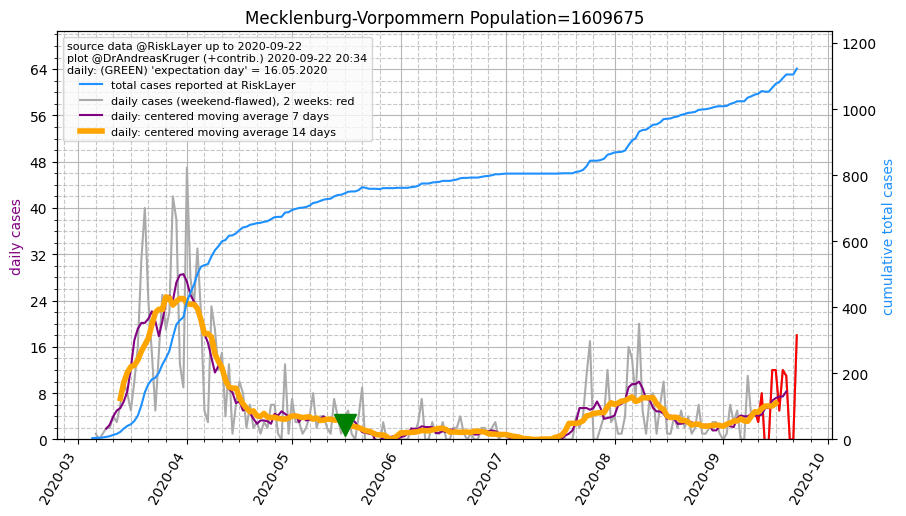 Mecklenburg-Vorpommern Population=1609675
source data @RiskLayer up to 2020-09-22
plot @DrAndreasKruger (+contrib.) 2020-09-22 20:34
daily: (GREEN) 'expectation day' = 16.05.2020
total cases reported at RiskLayer
daily cases (weekend-flawed), 2 weeks: red
daily: centered moving average 7 days
daily: centered moving average 14 days
daily cases
64
56
48
40
32
24
16
8
0
cumulative total cases
1200
1000
800
600
400
200
0
2020-03
2020-04
2020-05
2020-06
2020-07
2020-08
2020-09
2020-10